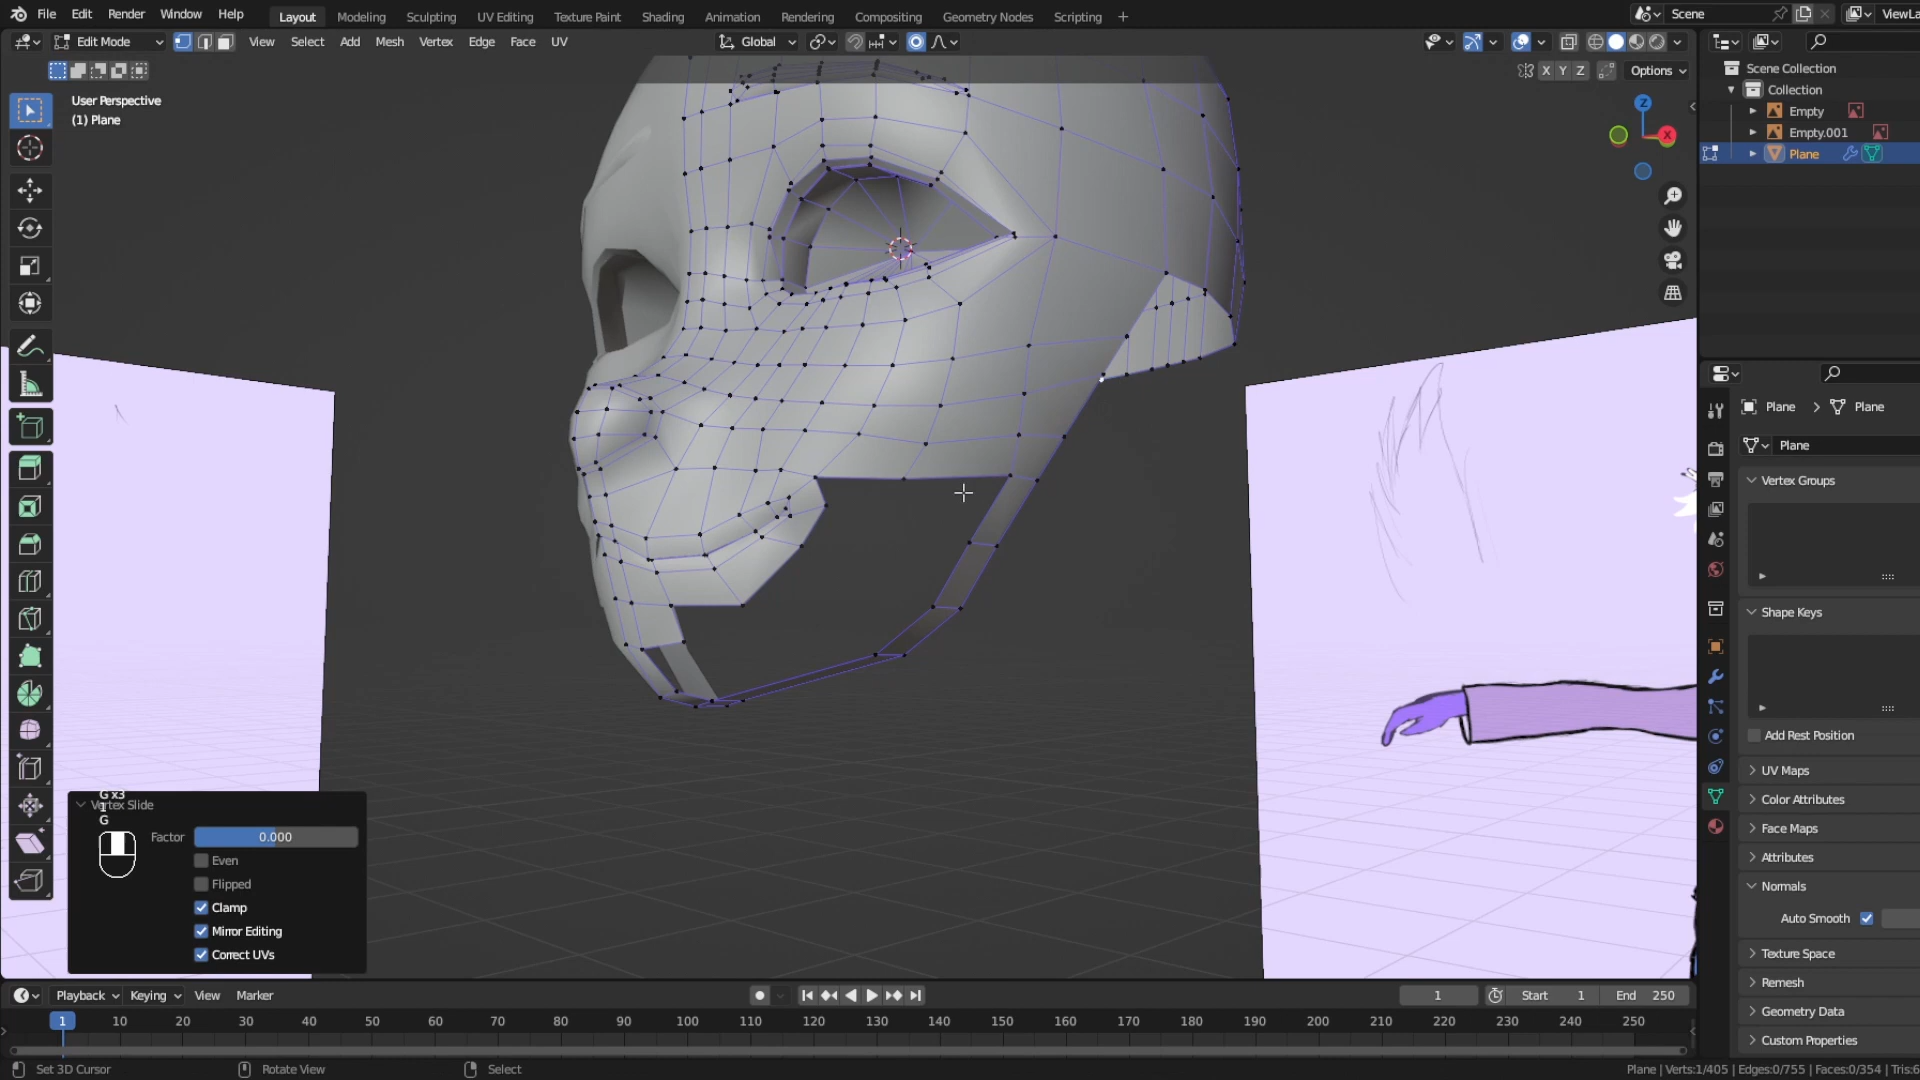 File Edit Render Window Help Layout Modeling Sculpting UV Editing Texture Paint Shading Animation Rendering Compositing Geometry Nodes Scripting + Scene ViewLa
Edit Mode View Select Add Mesh Vertex Edge Face UV Global
X Y Z Options
User Perspective
(1) Plane
Z
X
Scene Collection
Collection
Empty
Empty.001
Plane
Plane > Plane
Plane
Vertex Groups
Shape Keys
Add Rest Position
UV Maps
Color Attributes
Face Maps
Attributes
Normals
Auto Smooth
Texture Space
Remesh
Geometry Data
Custom Properties
G x3
1
G
Vertex Slide
Factor 0.000
Even
Flipped
Clamp
Mirror Editing
Correct UVs
Playback Keying View Marker 1 Start 1 End 250
1 10 20 30 40 50 60 70 80 90 100 110 120 130 140 150 160 170 180 190 200 210 220 230 240 250
Set 3D Cursor Rotate View Select Plane | Verts:1/405 | Edges:0/755 | Faces:0/354 | Tris:6